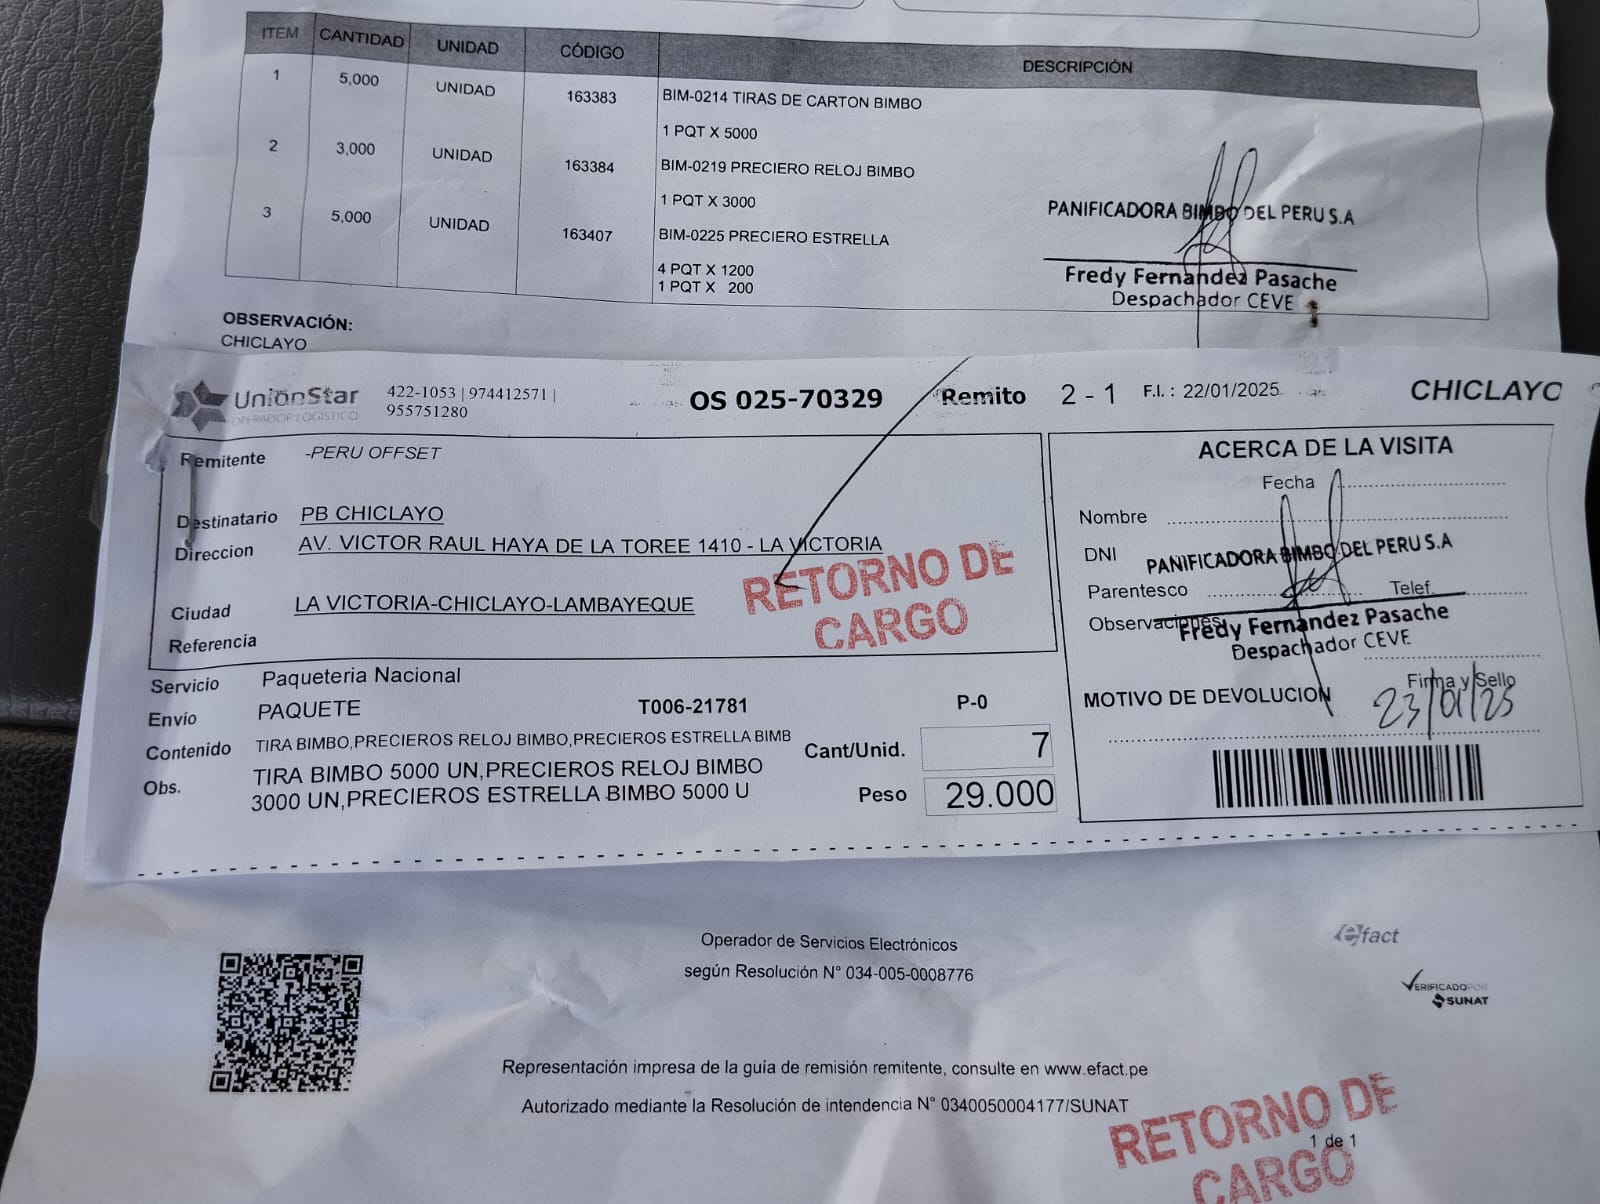 ITEM CANTIDAD UNIDAD CÓDIGO DESCRIPCIÓN
1 5,000 UNIDAD 163383 BIM-0214 TIRAS DE CARTON BIMBO
1 PQT X 5000
2 3,000 UNIDAD 163384 BIM-0219 PRECIERO RELOJ BIMBO
1 PQT X 3000
3 5,000 UNIDAD 163407 BIM-0225 PRECIERO ESTRELLA
4 PQT X 1200
1 PQT X 200
PANIFICADORA BIMBO DEL PERU S.A
Fredy Fernandez Pasache
Despachador CEVE
OBSERVACIÓN:
CHICLAYO
UniónStar
OPERADOR LOGÍSTICO
422-1053 | 974412571 |
955751280
OS 025-70329 Remito 2 - 1 F.I. : 22/01/2025 CHICLAYO
Remitente -PERU OFFSET
Destinatario PB CHICLAYO
Direccion AV. VICTOR RAUL HAYA DE LA TOREE 1410 - LA VICTORIA
Ciudad LA VICTORIA-CHICLAYO-LAMBAYEQUE
Referencia
RETORNO DE
CARGO
Servicio Paqueteria Nacional
Envío PAQUETE T006-21781 P-0
Contenido TIRA BIMBO,PRECIEROS RELOJ BIMBO,PRECIEROS ESTRELLA BIMB
Cant/Unid. 7
Obs. TIRA BIMBO 5000 UN,PRECIEROS RELOJ BIMBO
3000 UN,PRECIEROS ESTRELLA BIMBO 5000 U
Peso 29.000
ACERCA DE LA VISITA
Fecha
Nombre
DNI
PANIFICADORA BIMBO DEL PERU S.A
Parentesco Telef.
Observaciones
Fredy Fernandez Pasache
Despachador CEVE
Firma y Sello
MOTIVO DE DEVOLUCION
23/01/25
Operador de Servicios Electrónicos
según Resolución N° 034-005-0008776
efact
VERIFICADO POR
SUNAT
Representación impresa de la guía de remisión remitente, consulte en www.efact.pe
Autorizado mediante la Resolución de intendencia N° 0340050004177/SUNAT
RETORNO DE
CARGO
1 de 1